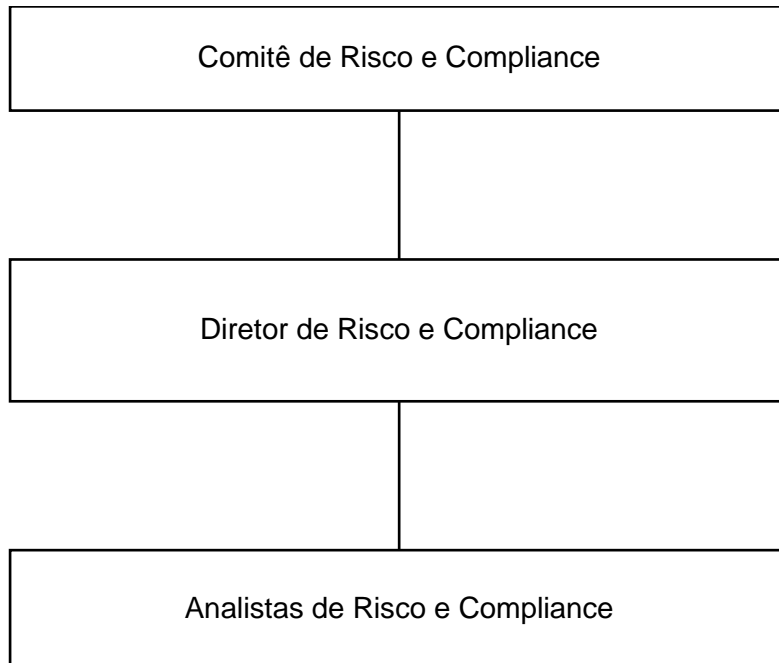 Comitê de Risco e Compliance
Diretor de Risco e Compliance
Analistas de Risco e Compliance